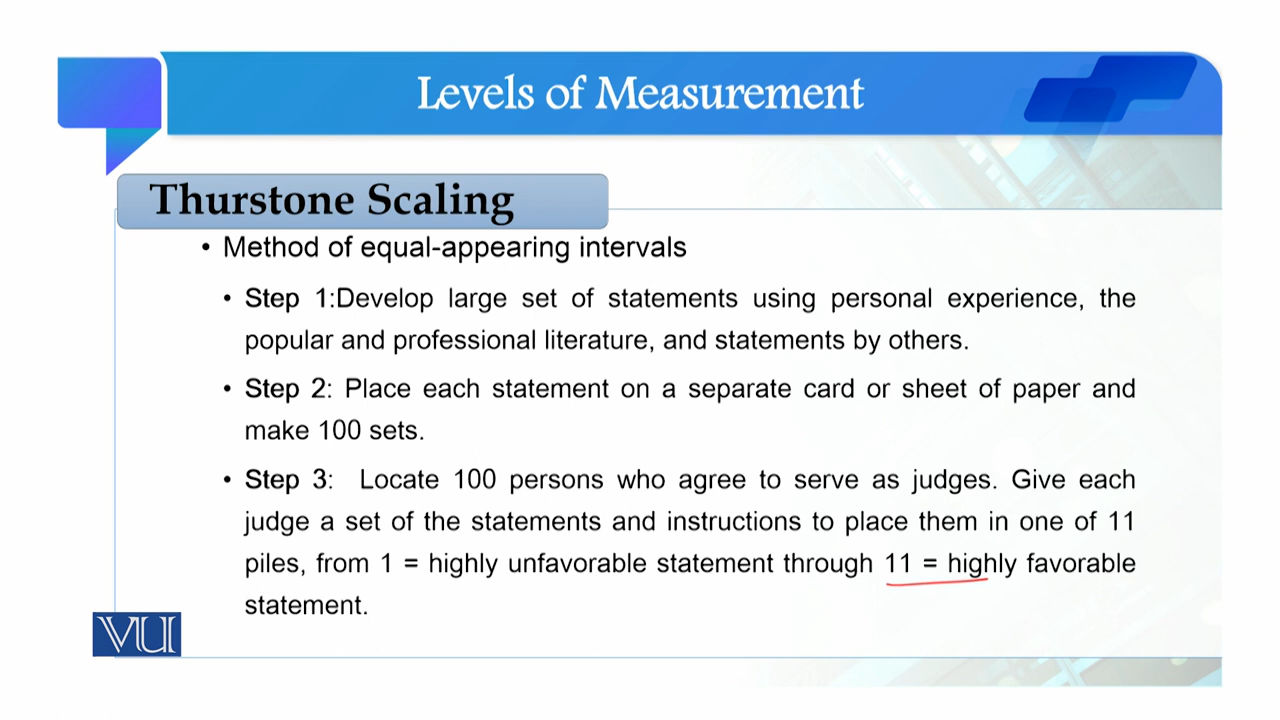 Levels of Measurement
Thurstone Scaling
• Method of equal-appearing intervals
• Step 1:Develop large set of statements using personal experience, the
popular and professional literature, and statements by others.
• Step 2: Place each statement on a separate card or sheet of paper and
make 100 sets.
• Step 3: Locate 100 persons who agree to serve as judges. Give each
judge a set of the statements and instructions to place them in one of 11
piles, from 1 = highly unfavorable statement through 11 = highly favorable
statement.
VU